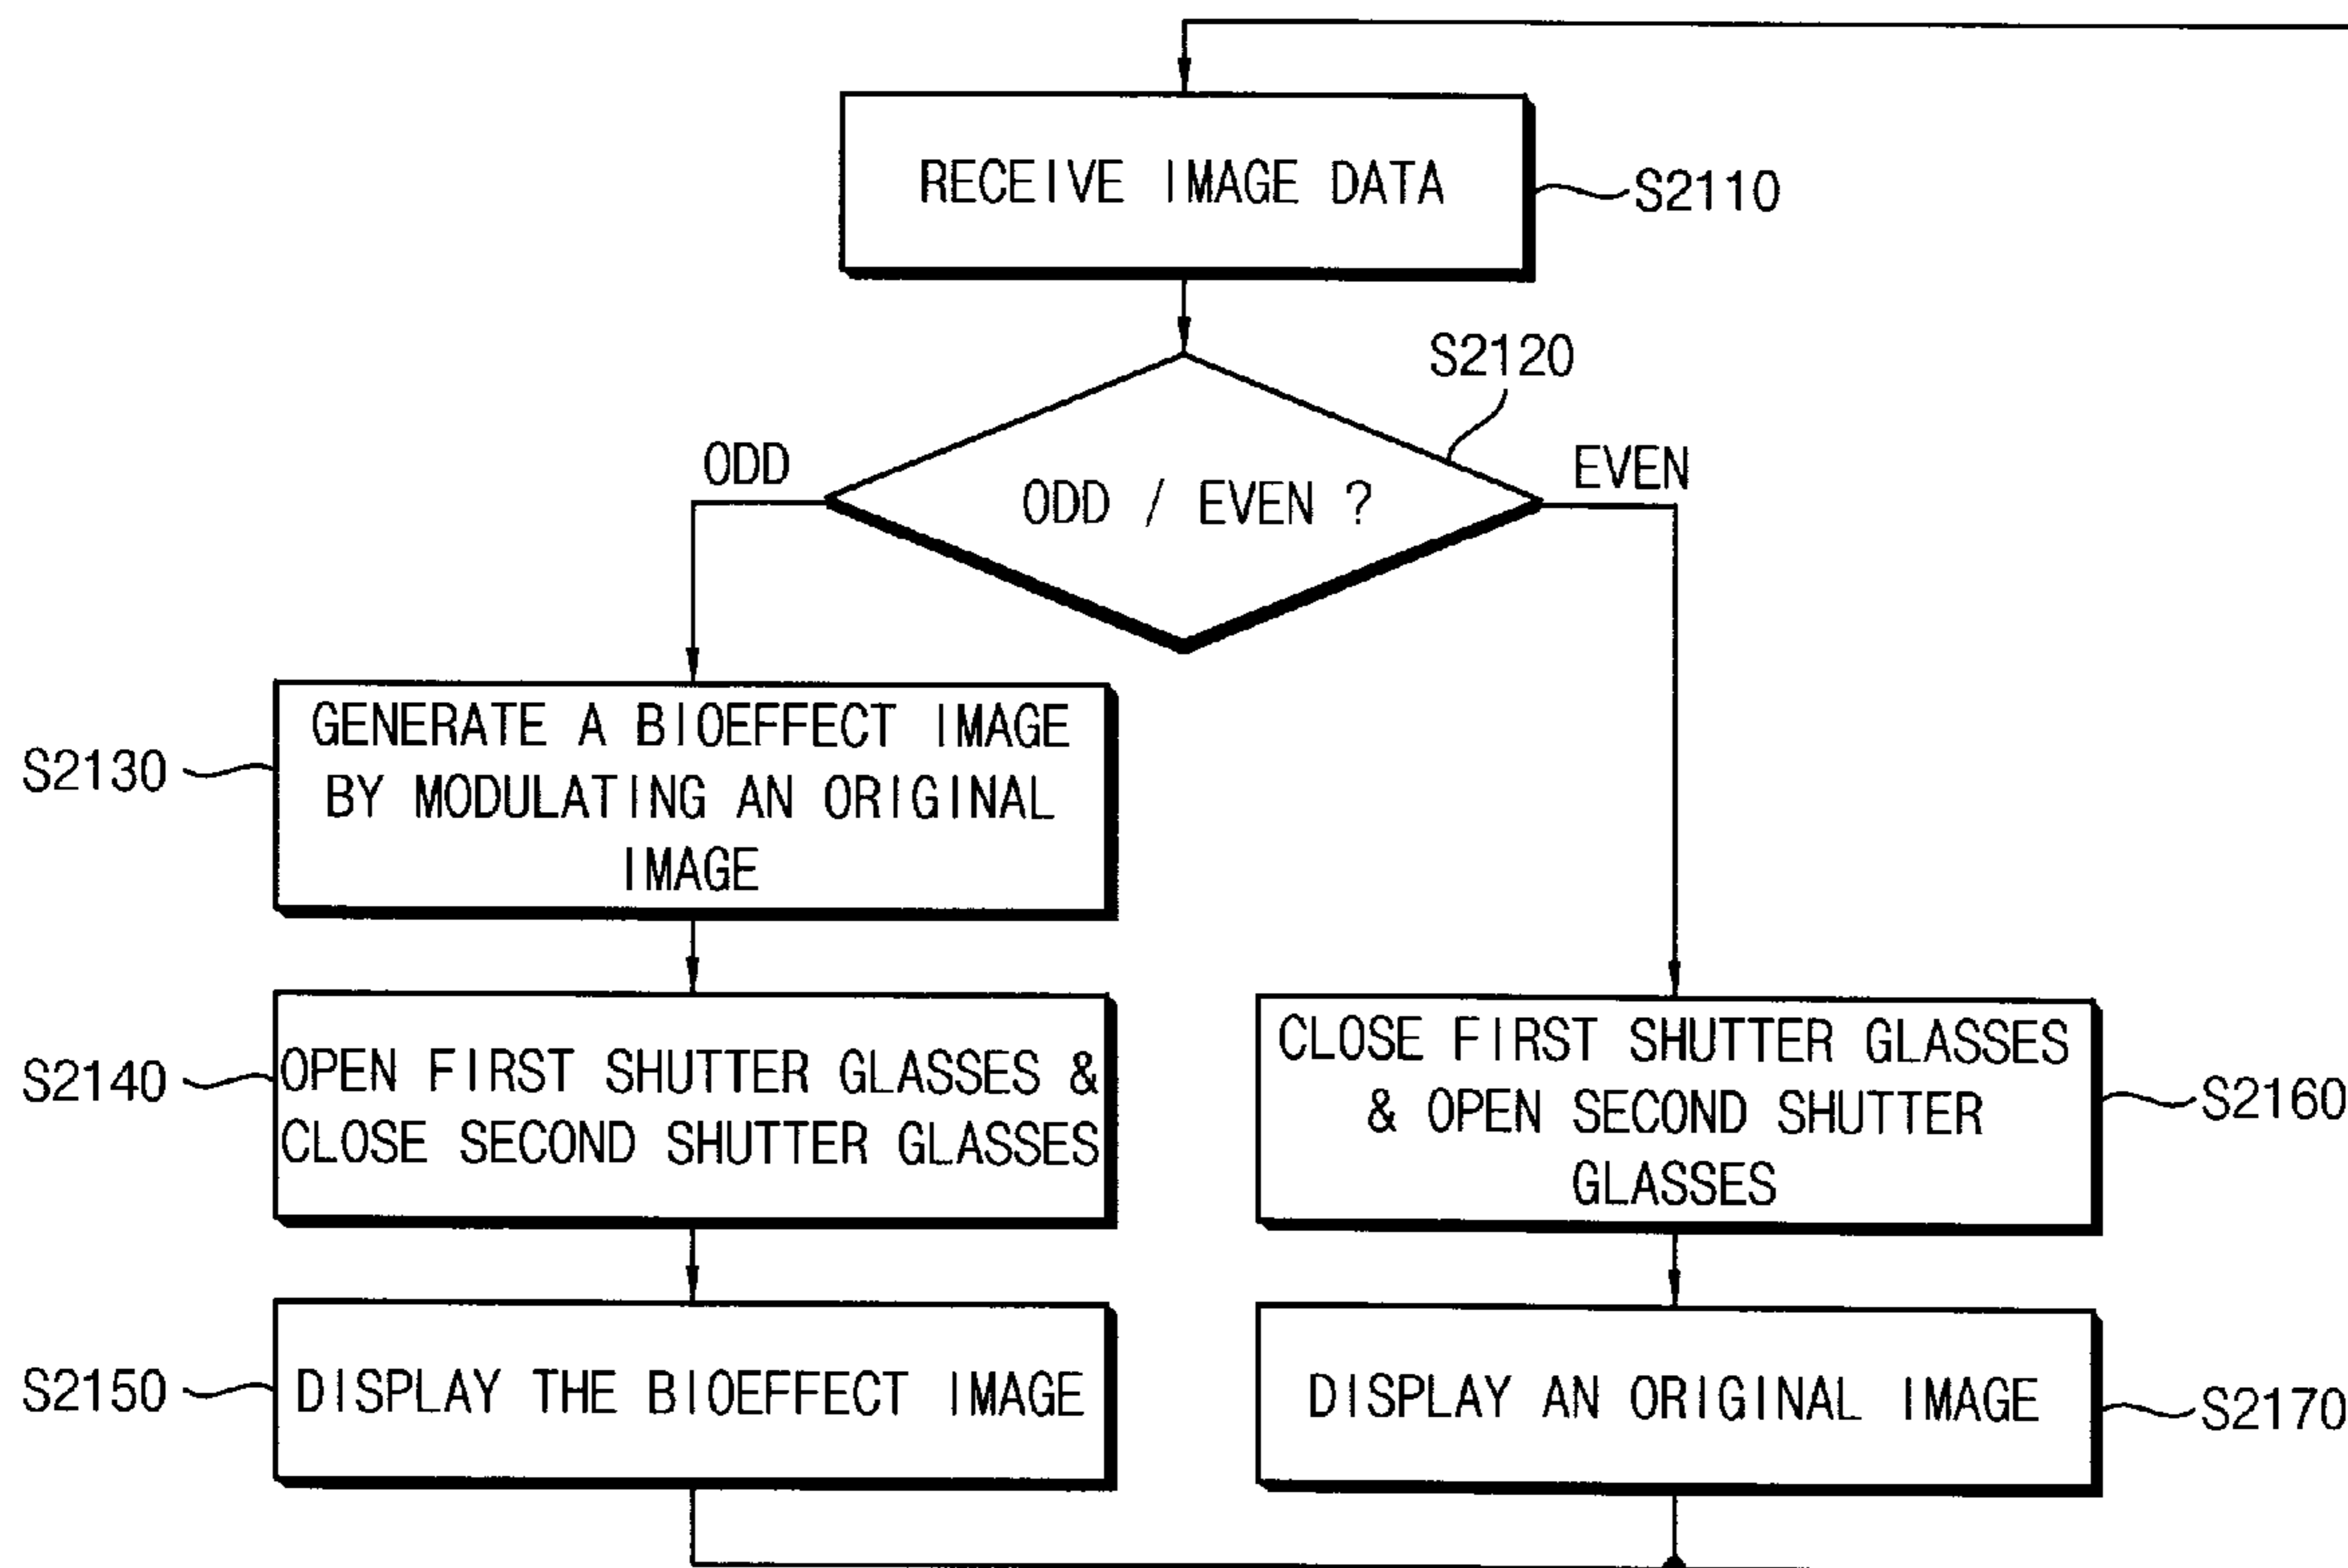 RECEIVE IMAGE DATA
S2110
S2120
ODD
EVEN
ODD / EVEN ?
GENERATE A BIOEFFECT IMAGE
BY MODULATING AN ORIGINAL
IMAGE
S2130
OPEN FIRST SHUTTER GLASSES &
CLOSE SECOND SHUTTER GLASSES
S2140
CLOSE FIRST SHUTTER GLASSES
& OPEN SECOND SHUTTER
GLASSES
S2160
S2150
DISPLAY THE BIOEFFECT IMAGE
DISPLAY AN ORIGINAL IMAGE
S2170